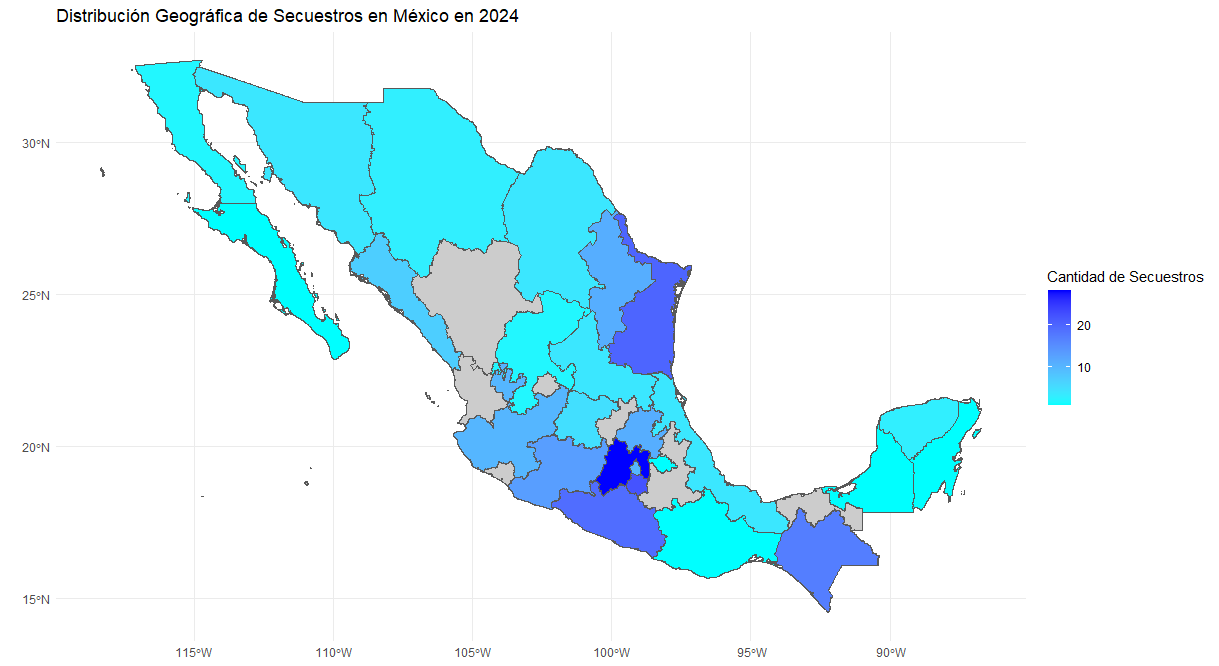 Distribución Geográfica de Secuestros en México en 2024
30°N
25°N
20°N
15°N
115°W
110°W
105°W
100°W
95°W
90°W
Cantidad de Secuestros
20
10